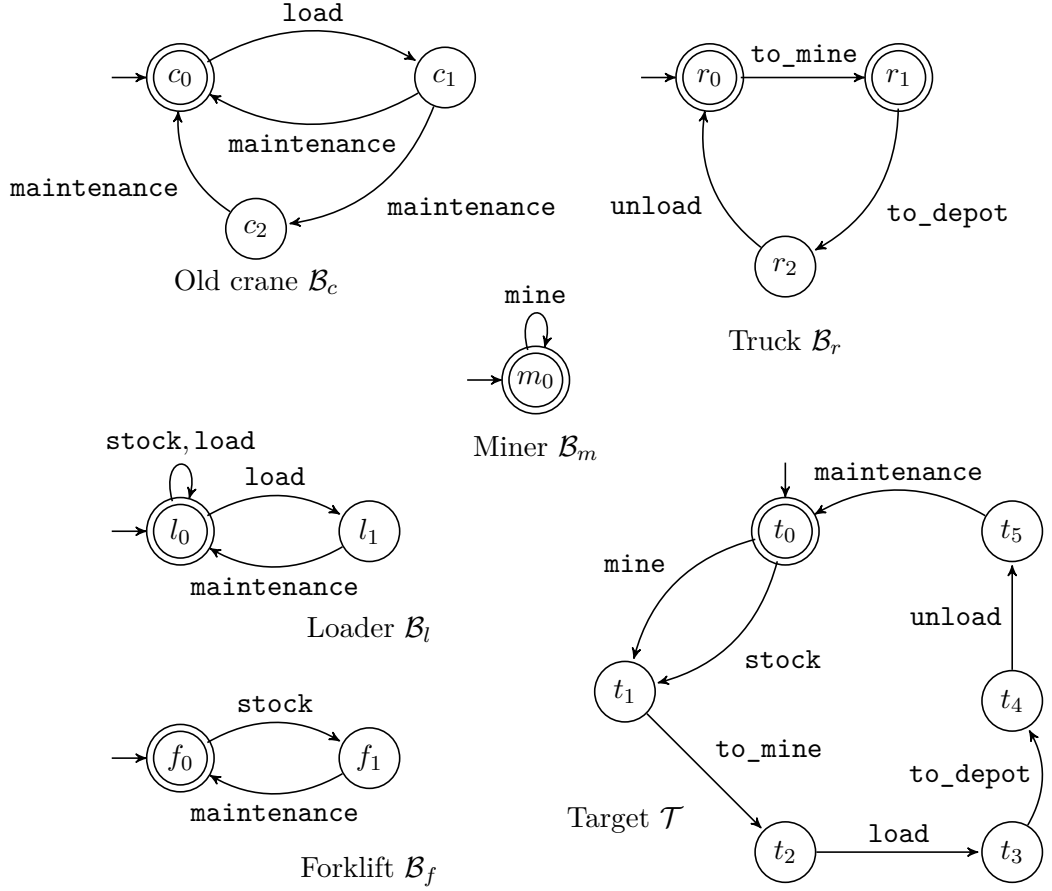 load
c0
c1
maintenance
maintenance
maintenance
c2
Old crane Bc
to_mine
r0
r1
unload
to_depot
r2
Truck Br
mine
m0
Miner Bm
stock, load
load
l0
l1
maintenance
Loader Bl
stock
f0
f1
maintenance
Forklift Bf
maintenance
t0
t5
mine
unload
stock
t1
t4
to_mine
to_depot
Target T
load
t2
t3